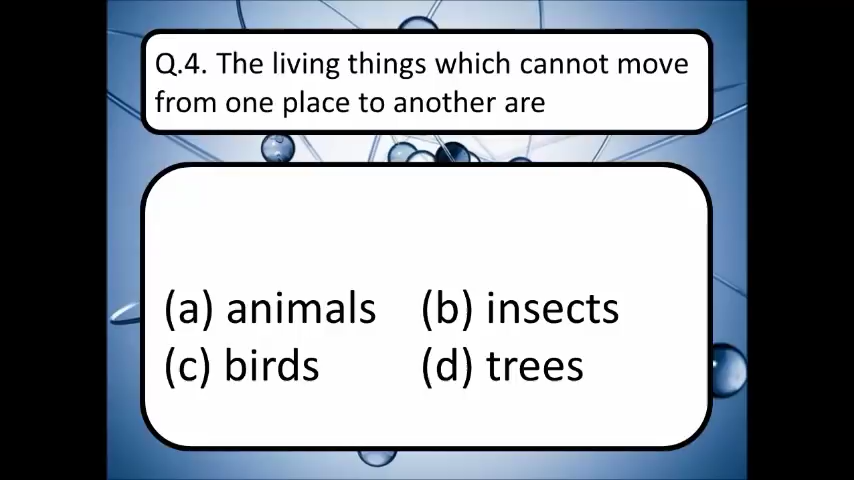 Q.4. The living things which cannot move
from one place to another are
(a) animals (b) insects
(c) birds (d) trees